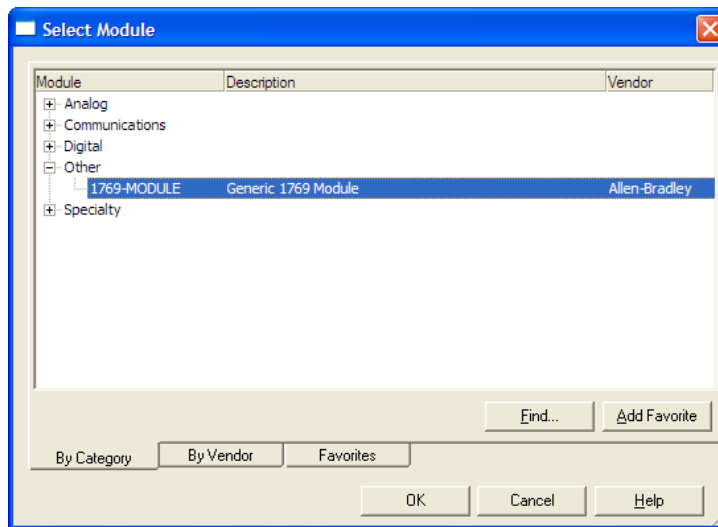 Select Module
Module Description Vendor
Analog
Communications
Digital
Other
1769-MODULE Generic 1769 Module Allen-Bradley
Specialty
Find... Add Favorite
By Category By Vendor Favorites
OK Cancel Help